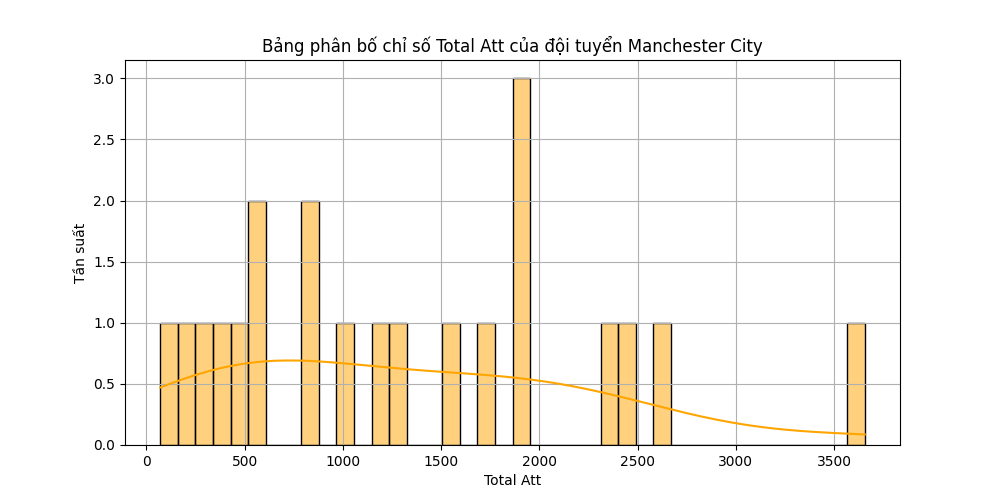 Bảng phân bố chỉ số Total Att của đội tuyển Manchester City
3.0
2.5
2.0
1.5
1.0
0.5
0.0
Tần suất
0 500 1000 1500 2000 2500 3000 3500
Total Att